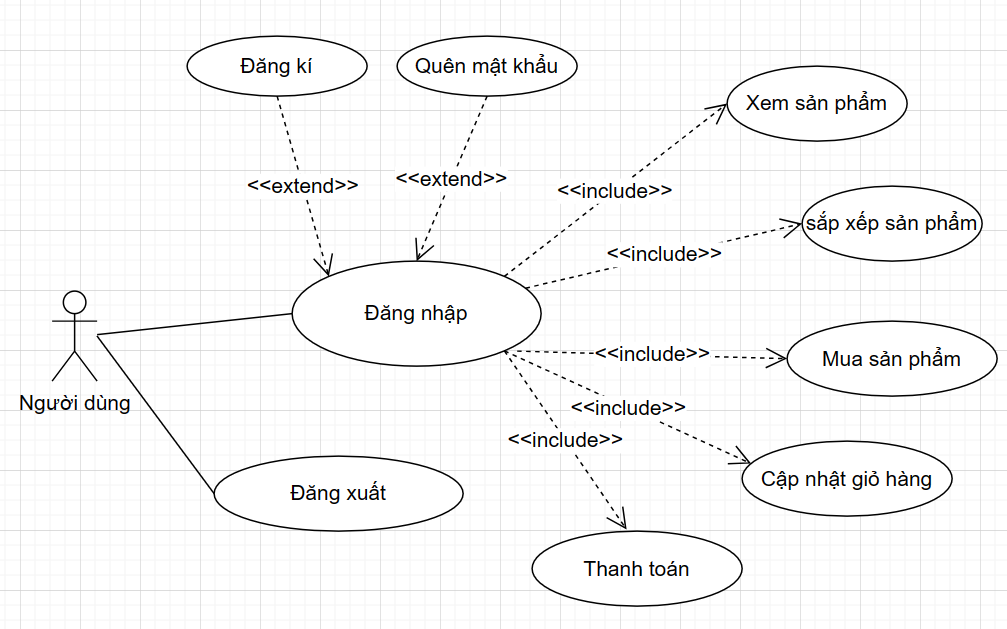 Đăng kí
Quên mật khẩu
Xem sản phẩm
<<extend>>
<<extend>>
<<include>>
sắp xếp sản phẩm
<<include>>
Đăng nhập
<<include>>
Mua sản phẩm
Người dùng
<<include>>
<<include>>
Cập nhật giỏ hàng
Đăng xuất
Thanh toán